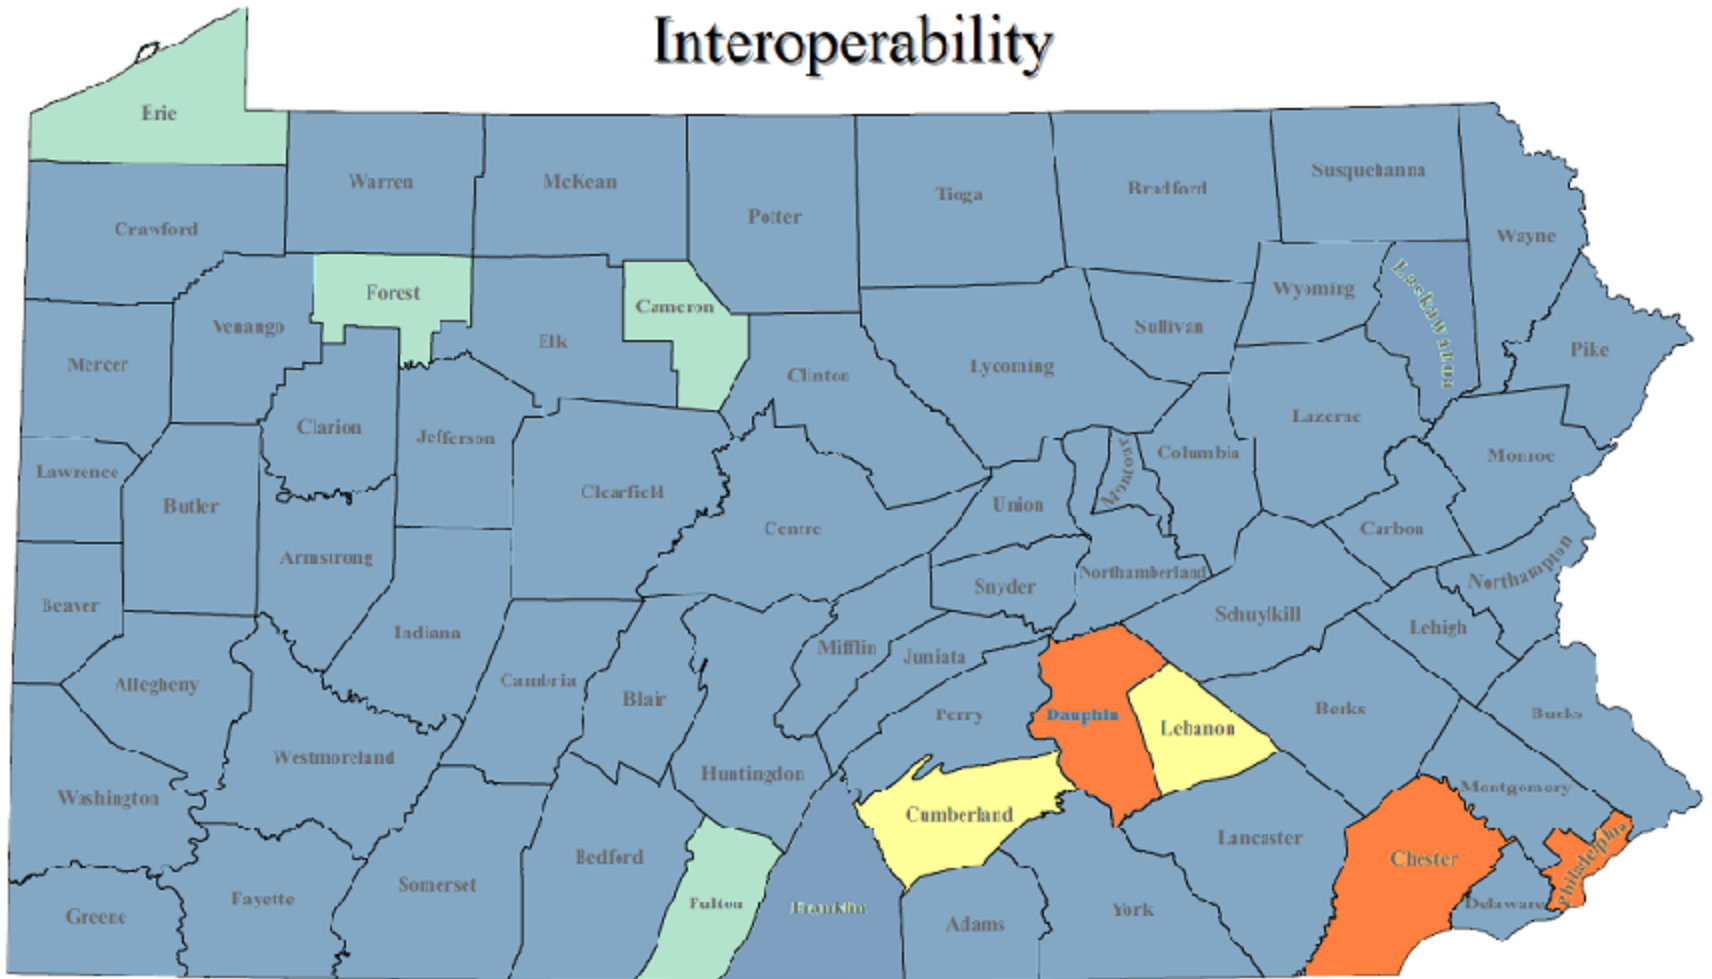 Interoperability
Erie
Warren
McKean
Potter
Tioga
Bradford
Susquehanna
Wayne
Crawford
Forest
Cameron
Venango
Elk
Mercer
Clinton
Lycoming
Sullivan
Wyoming
Lackawanna
Pike
Clarion
Jefferson
Luzerne
Lawrence
Butler
Clearfield
Centre
Union
Montour
Columbia
Monroe
Carbon
Armstrong
Snyder
Northumberland
Northampton
Beaver
Indiana
Schuylkill
Lehigh
Allegheny
Cambria
Blair
Mifflin
Juniata
Perry
Dauphin
Lebanon
Berks
Bucks
Washington
Westmoreland
Huntingdon
Cumberland
Montgomery
Lancaster
Chester
Philadelphia
Greene
Fayette
Somerset
Bedford
Fulton
Franklin
Adams
York
Delaware